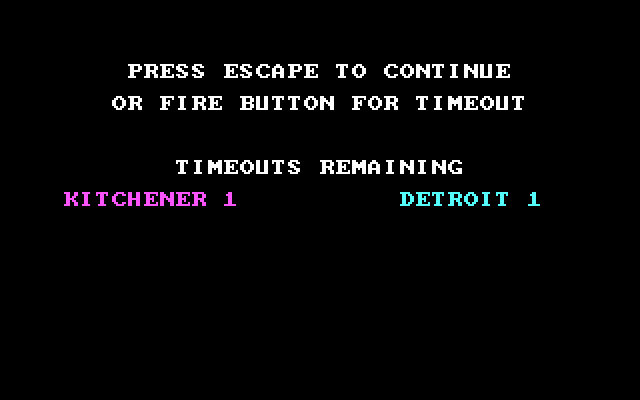 PRESS ESCAPE TO CONTINUE
OR FIRE BUTTON FOR TIMEOUT
TIMEOUTS REMAINING
KITCHENER 1 DETROIT 1